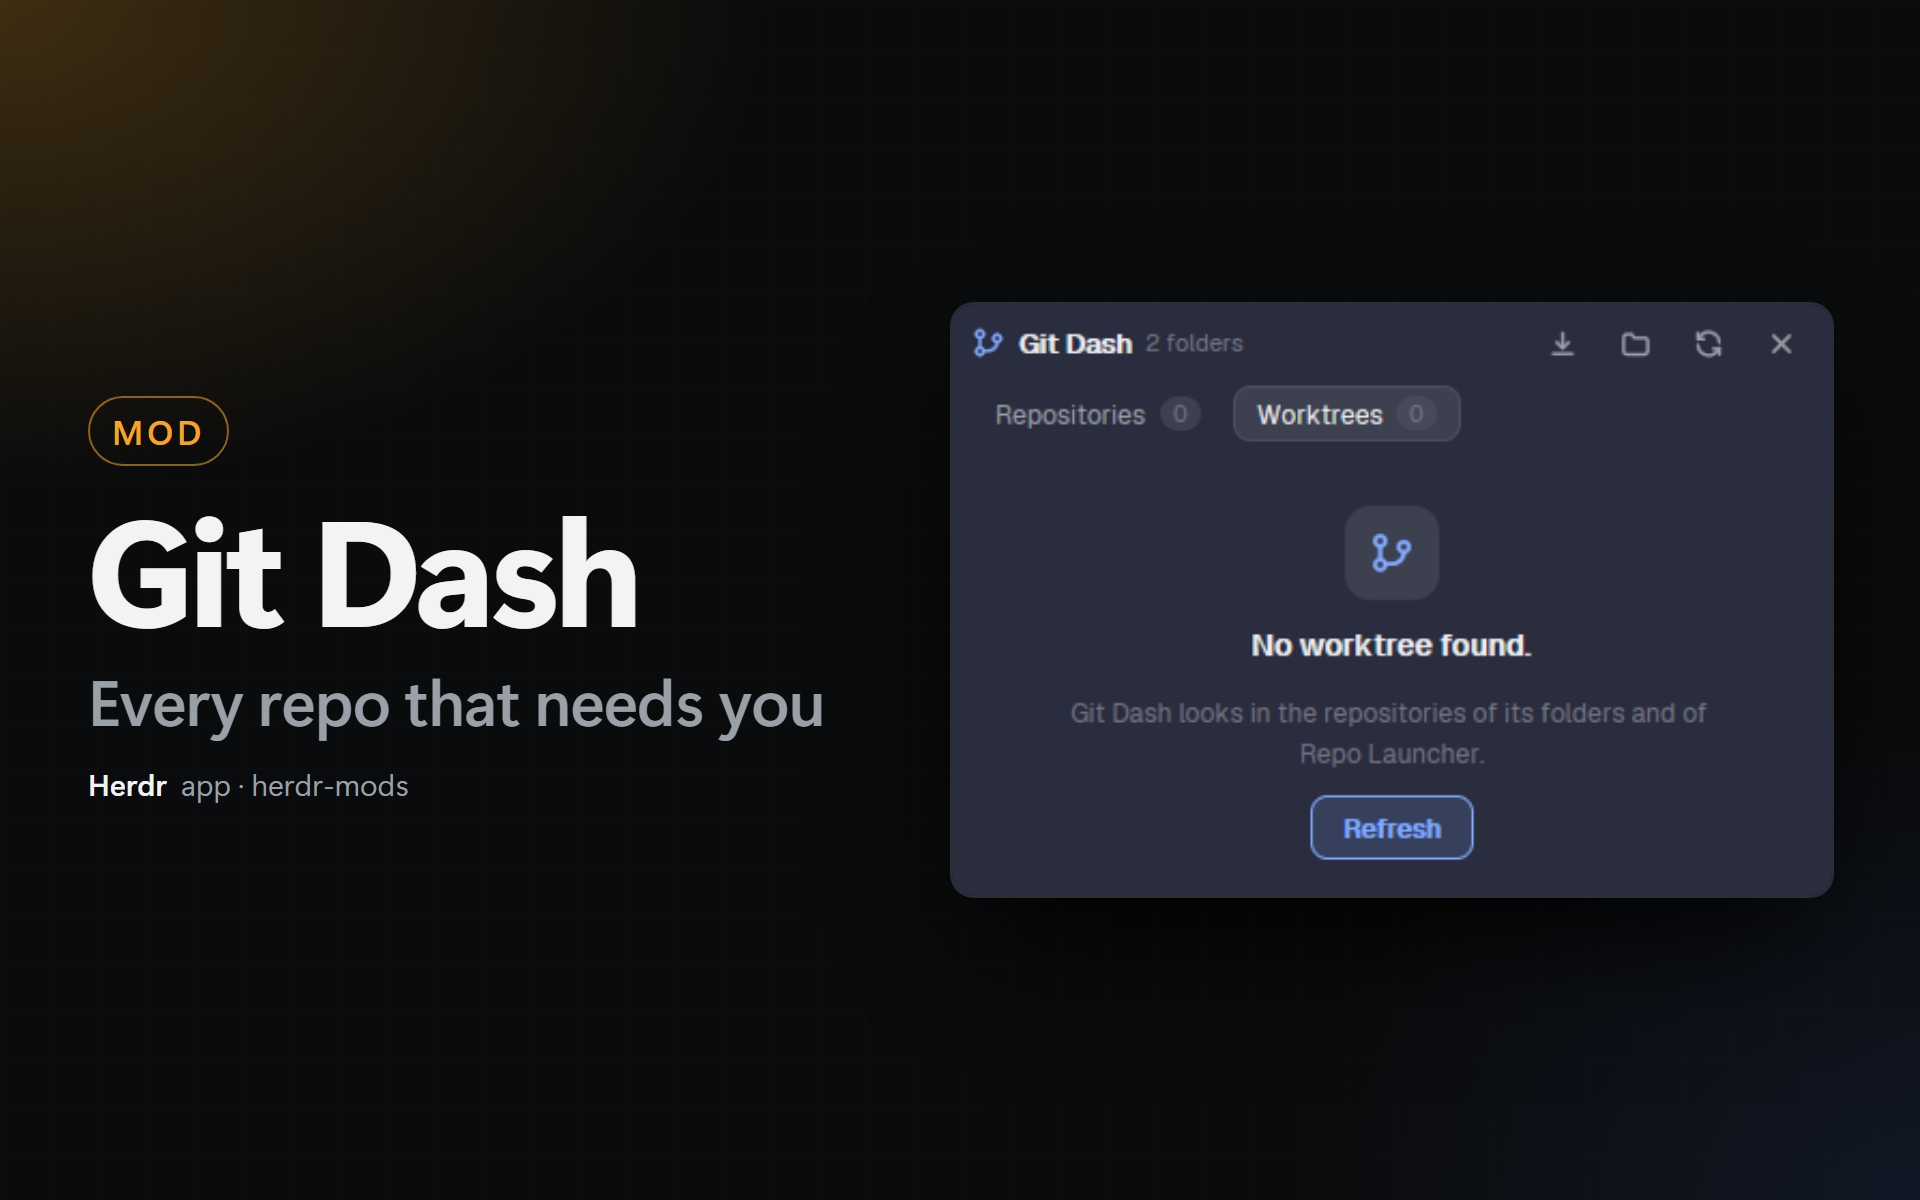 MOD
Git Dash
Every repo that needs you
Herdr app · herdr-mods
Git Dash 2 folders
Repositories 0 Worktrees 0
No worktree found.
Git Dash looks in the repositories of its folders and of
Repo Launcher.
Refresh